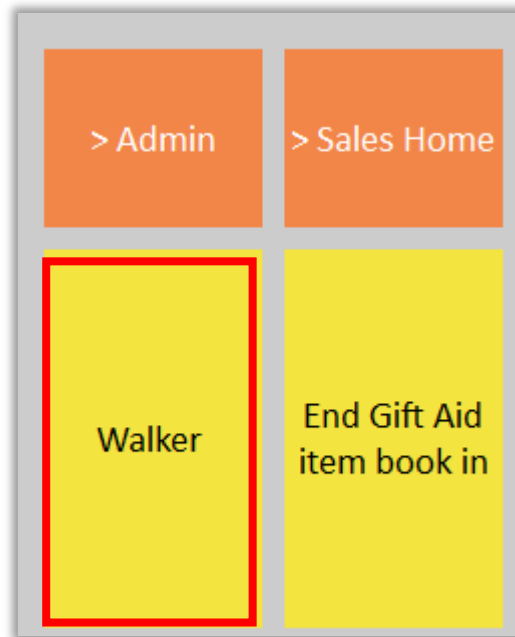 > Admin
> Sales Home
Walker
End Gift Aid
item book in